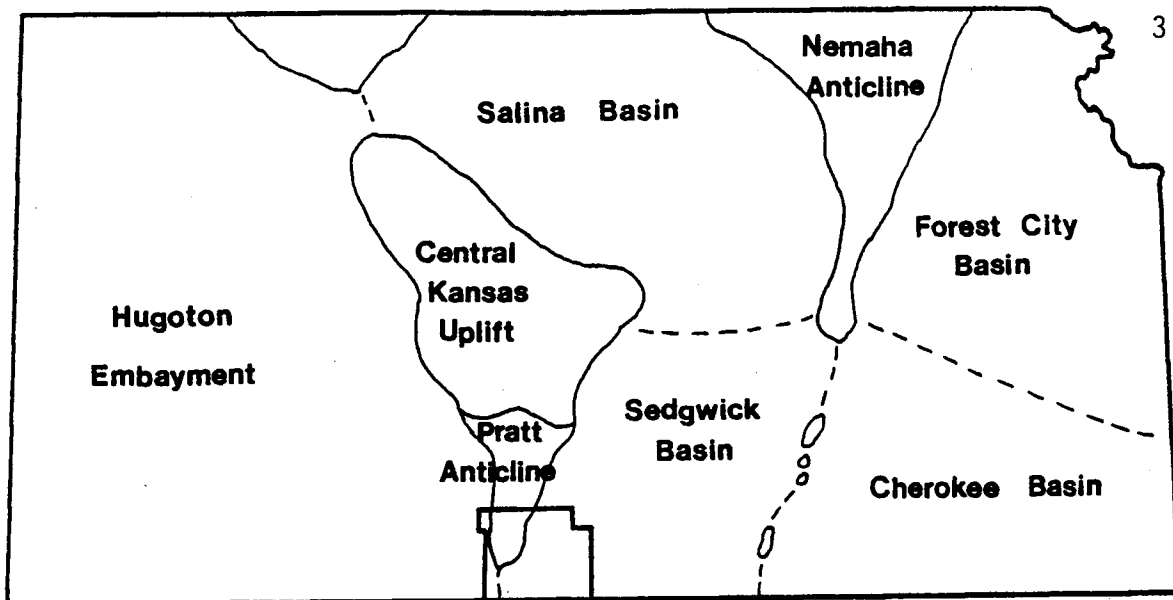 3
Nemaha
Anticline
Salina Basin
Forest City
Basin
Central
Kansas
Uplift
Hugoton
Embayment
Sedgwick
Basin
Pratt
Anticline
Cherokee Basin